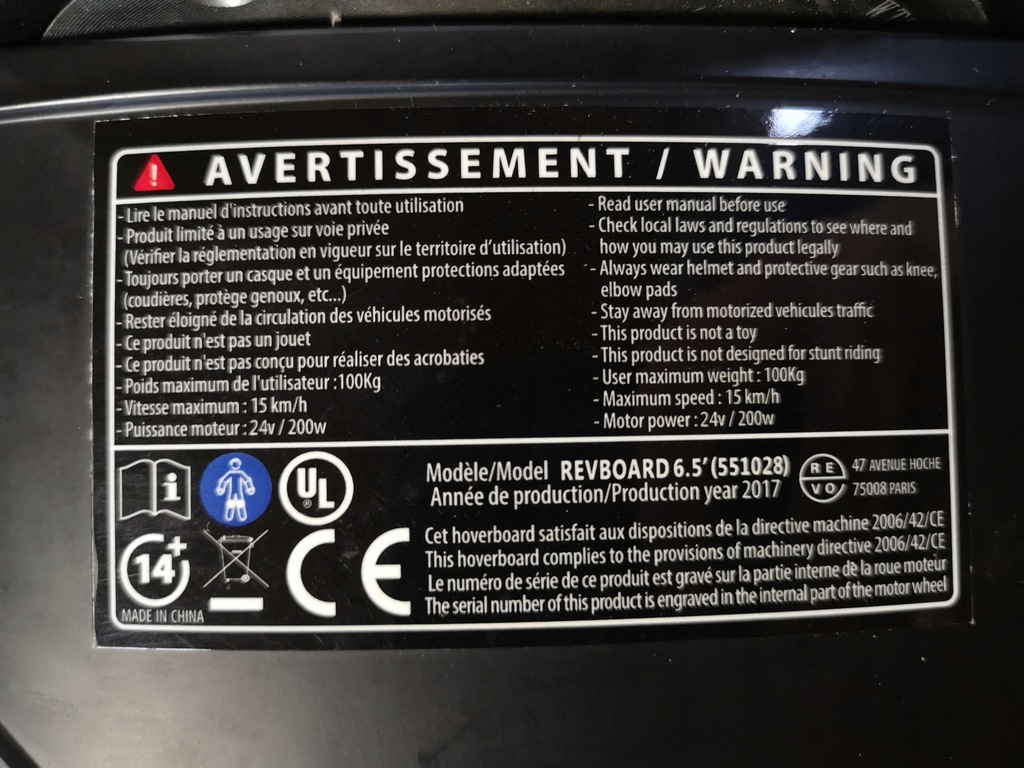 AVERTISSEMENT / WARNING
- Lire le manuel d'instructions avant toute utilisation
- Produit limité à un usage sur voie privée
(Vérifier la réglementation en vigueur sur le territoire d'utilisation)
- Toujours porter un casque et un équipement protections adaptées
(coudières, protège genoux, etc...)
- Rester éloigné de la circulation des véhicules motorisés
- Ce produit n'est pas un jouet
- Ce produit n'est pas conçu pour réaliser des acrobaties
- Poids maximum de l'utilisateur :100Kg
- Vitesse maximum : 15 km/h
- Puissance moteur : 24v / 200w
- Read user manual before use
- Check local laws and regulations to see where and
how you may use this product legally
- Always wear helmet and protective gear such as knee,
elbow pads
- Stay away from motorized vehicles traffic
- This product is not a toy
- This product is not designed for stunt riding
- User maximum weight : 100Kg
- Maximum speed : 15 km/h
- Motor power : 24v / 200w
i
UL®
14+
CE
MADE IN CHINA
Modèle/Model REVBOARD 6.5' (551028)
Année de production/Production year 2017
RE
VO
47 AVENUE HOCHE
75008 PARIS
Cet hoverboard satisfait aux dispositions de la directive machine 2006/42/CE
This hoverboard complies to the provisions of machinery directive 2006/42/CE
Le numéro de série de ce produit est gravé sur la partie interne de la roue moteur
The serial number of this product is engraved in the internal part of the motor wheel